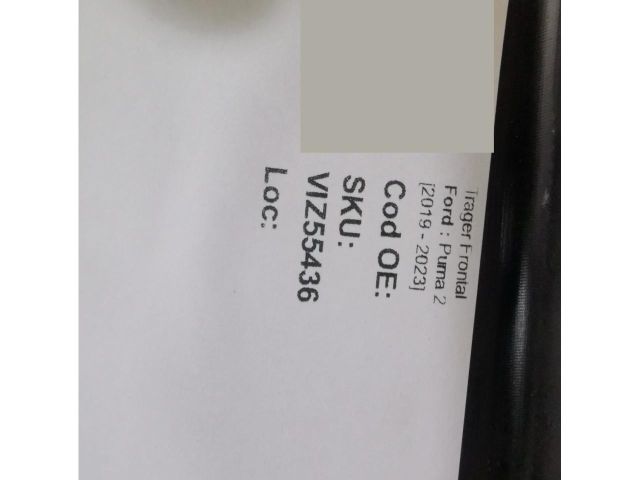 Trager Frontal
Ford : Puma 2
[2019 - 2023]
Cod OE:
SKU:
VIZ55436
Loc: